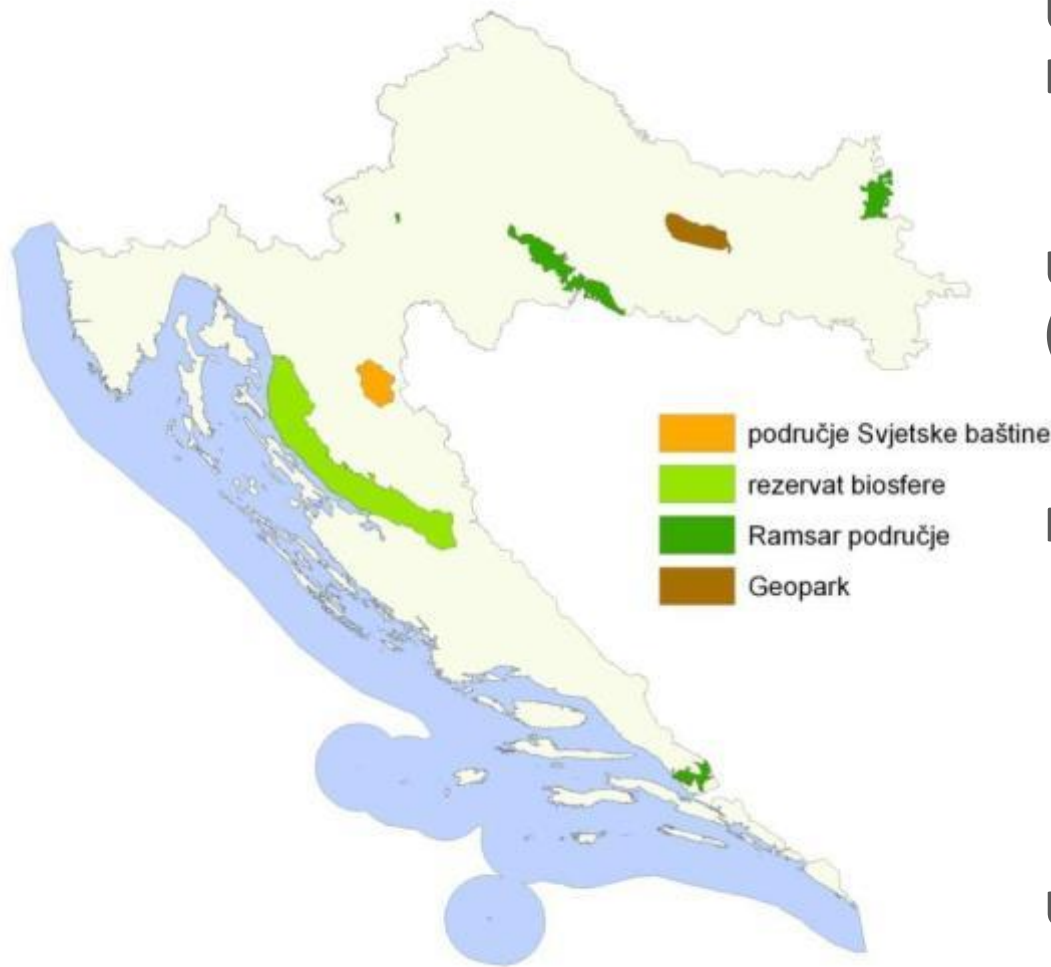 područje Svjetske baštine
rezervat biosfere
Ramsar područje
Geopark